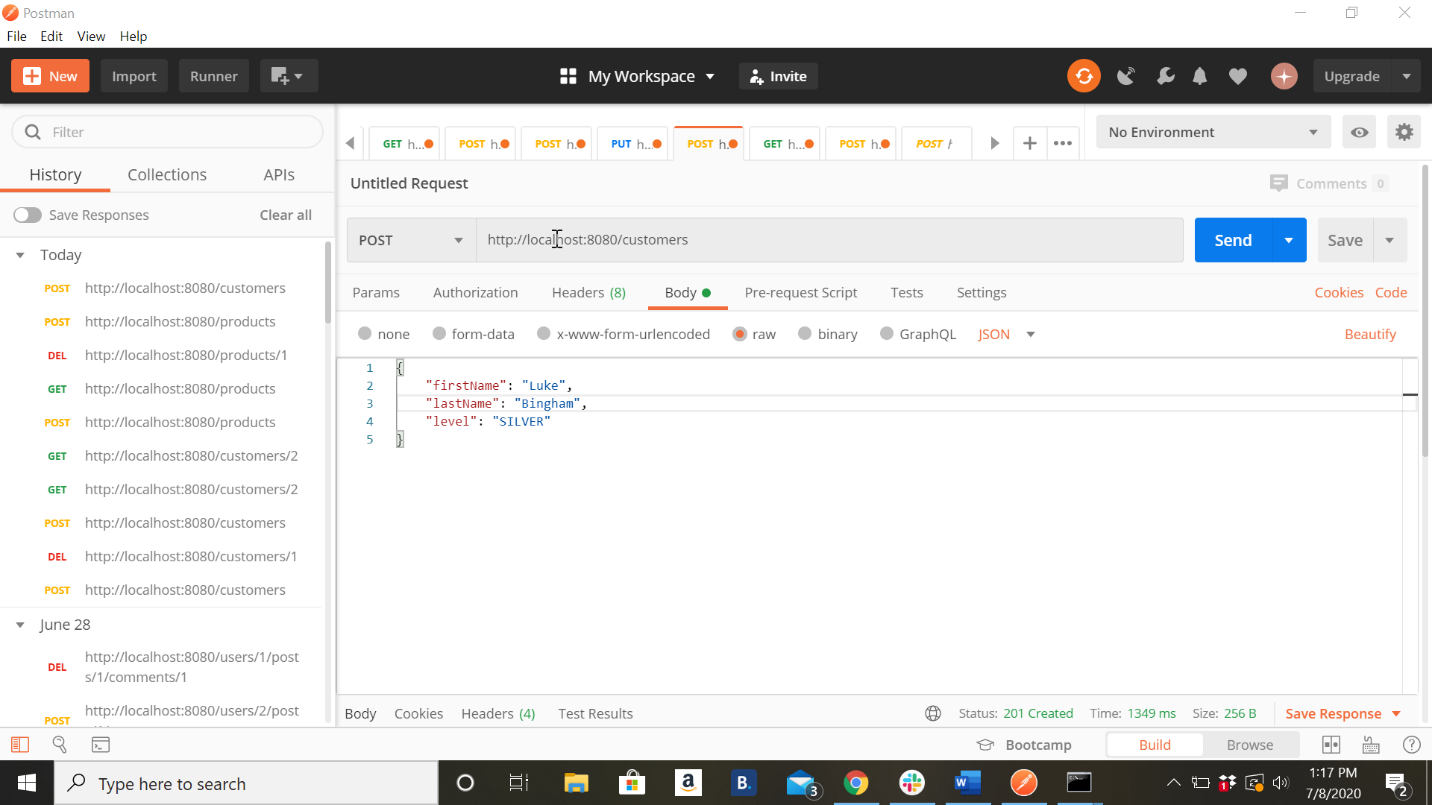 Postman
File Edit View Help
New Import Runner My Workspace Invite Upgrade
Filter
History Collections APIs
Save Responses Clear all
Today
POST http://localhost:8080/customers
POST http://localhost:8080/products
DEL http://localhost:8080/products/1
GET http://localhost:8080/products
POST http://localhost:8080/products
GET http://localhost:8080/customers/2
GET http://localhost:8080/customers/2
POST http://localhost:8080/customers
DEL http://localhost:8080/customers/1
POST http://localhost:8080/customers
June 28
DEL http://localhost:8080/users/1/post
s/1/comments/1
POST http://localhost:8080/users/2/post
GET h... POST h. POST h. PUT h... POST h. GET h... POST h. POST h
No Environment
Untitled Request Comments 0
POST http://localhost:8080/customers Send Save
Params Authorization Headers (8) Body Pre-request Script Tests Settings Cookies Code
none form-data x-www-form-urlencoded raw binary GraphQL JSON Beautify
1 {
2 "firstName": "Luke",
3 "lastName": "Bingham",
4 "level": "SILVER"
5 }
Body Cookies Headers (4) Test Results Status: 201 Created Time: 1349 ms Size: 256 B Save Response
Bootcamp Build Browse
Type here to search
a B. 3 W 1
1:17 PM
7/8/2020
2